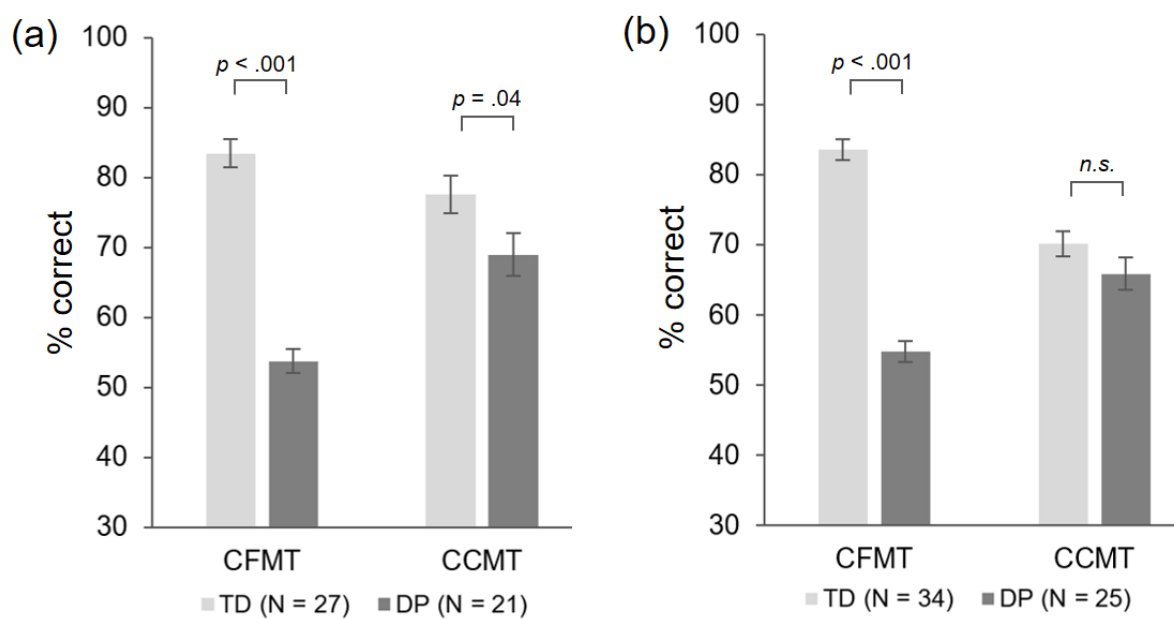 (a)
% correct
100
90
80
70
60
50
40
30
p < .001
p = .04
CFMT
CCMT
TD (N = 27)
DP (N = 21)
(b)
% correct
100
90
80
70
60
50
40
30
p < .001
n.s.
CFMT
CCMT
TD (N = 34)
DP (N = 25)